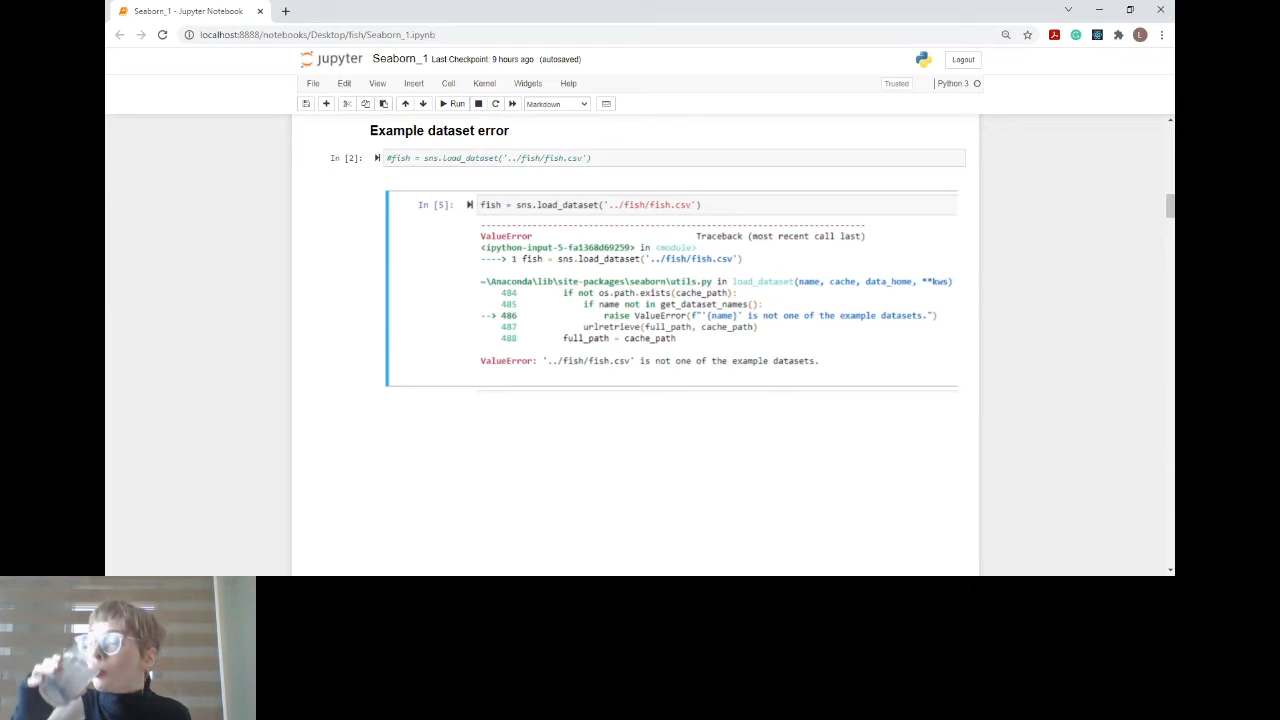 Seaborn_1 - Jupyter Notebook
localhost:8888/notebooks/Desktop/fish/Seaborn_1.ipynb
L
jupyter Seaborn_1 Last Checkpoint: 9 hours ago (autosaved)
Logout
File Edit View Insert Cell Kernel Widgets Help
Trusted Python 3
Run Markdown
Example dataset error
In [2]: #fish = sns.load_dataset('../fish/fish.csv')
In [5]: fish = sns.load_dataset('../fish/fish.csv')
---------------------------------------------------------------------------
ValueError Traceback (most recent call last)
<ipython-input-5-fa1368d69259> in <module>
----> 1 fish = sns.load_dataset('../fish/fish.csv')
~\Anaconda\lib\site-packages\seaborn\utils.py in load_dataset(name, cache, data_home, **kws)
484 if not os.path.exists(cache_path):
485 if name not in get_dataset_names():
--> 486 raise ValueError(f"'{name}' is not one of the example datasets.")
487 urlretrieve(full_path, cache_path)
488 full_path = cache_path
ValueError: '../fish/fish.csv' is not one of the example datasets.